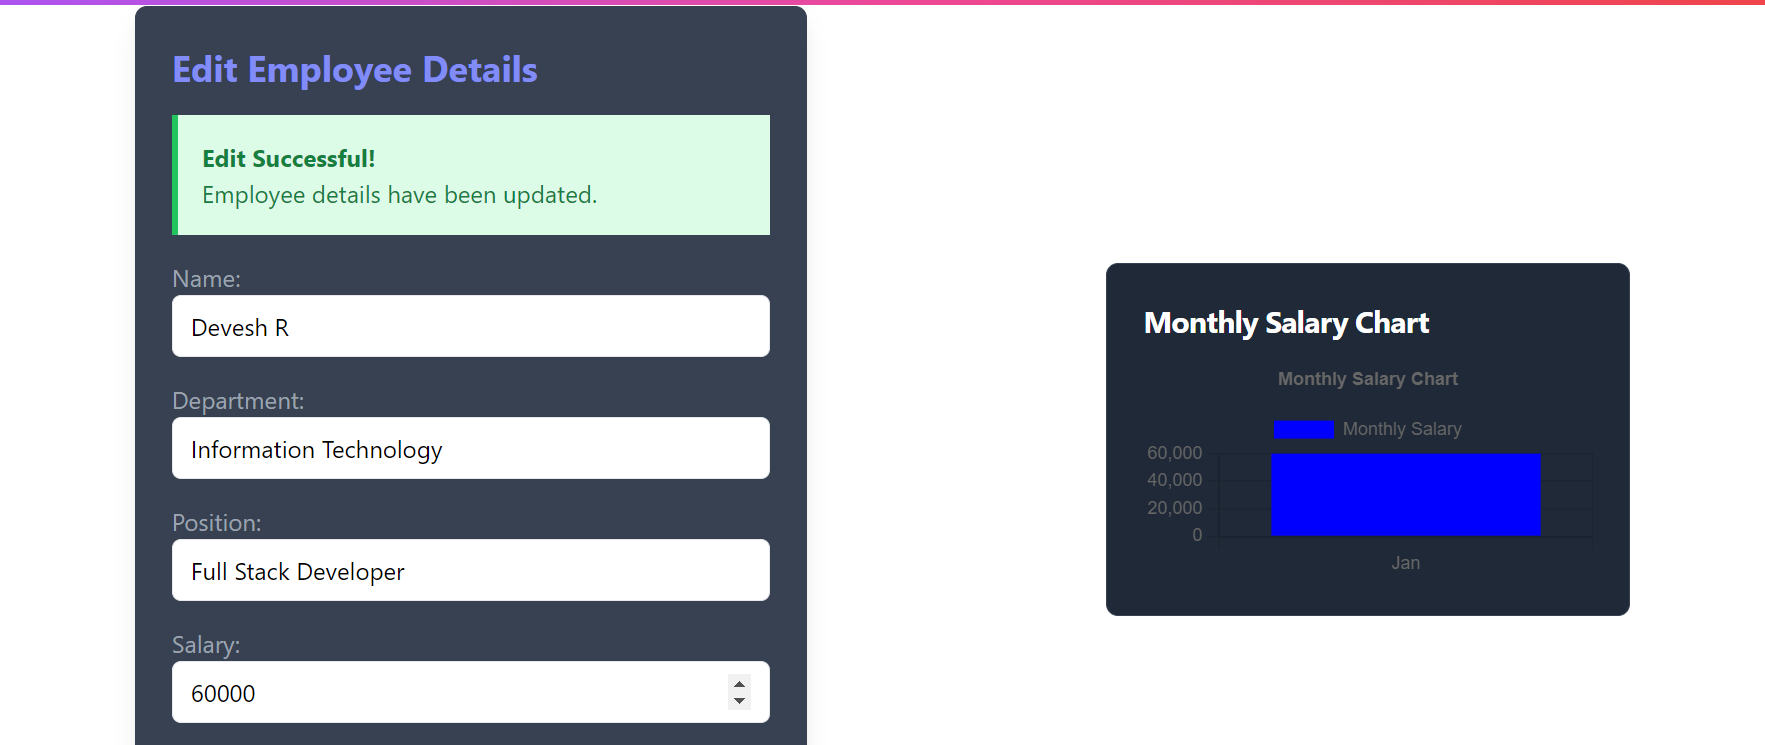 Edit Employee Details
Edit Successful!
Employee details have been updated.
Name:
Devesh R
Department:
Information Technology
Position:
Full Stack Developer
Salary:
60000
Monthly Salary Chart
Monthly Salary Chart
Monthly Salary
60,000
40,000
20,000
0
Jan